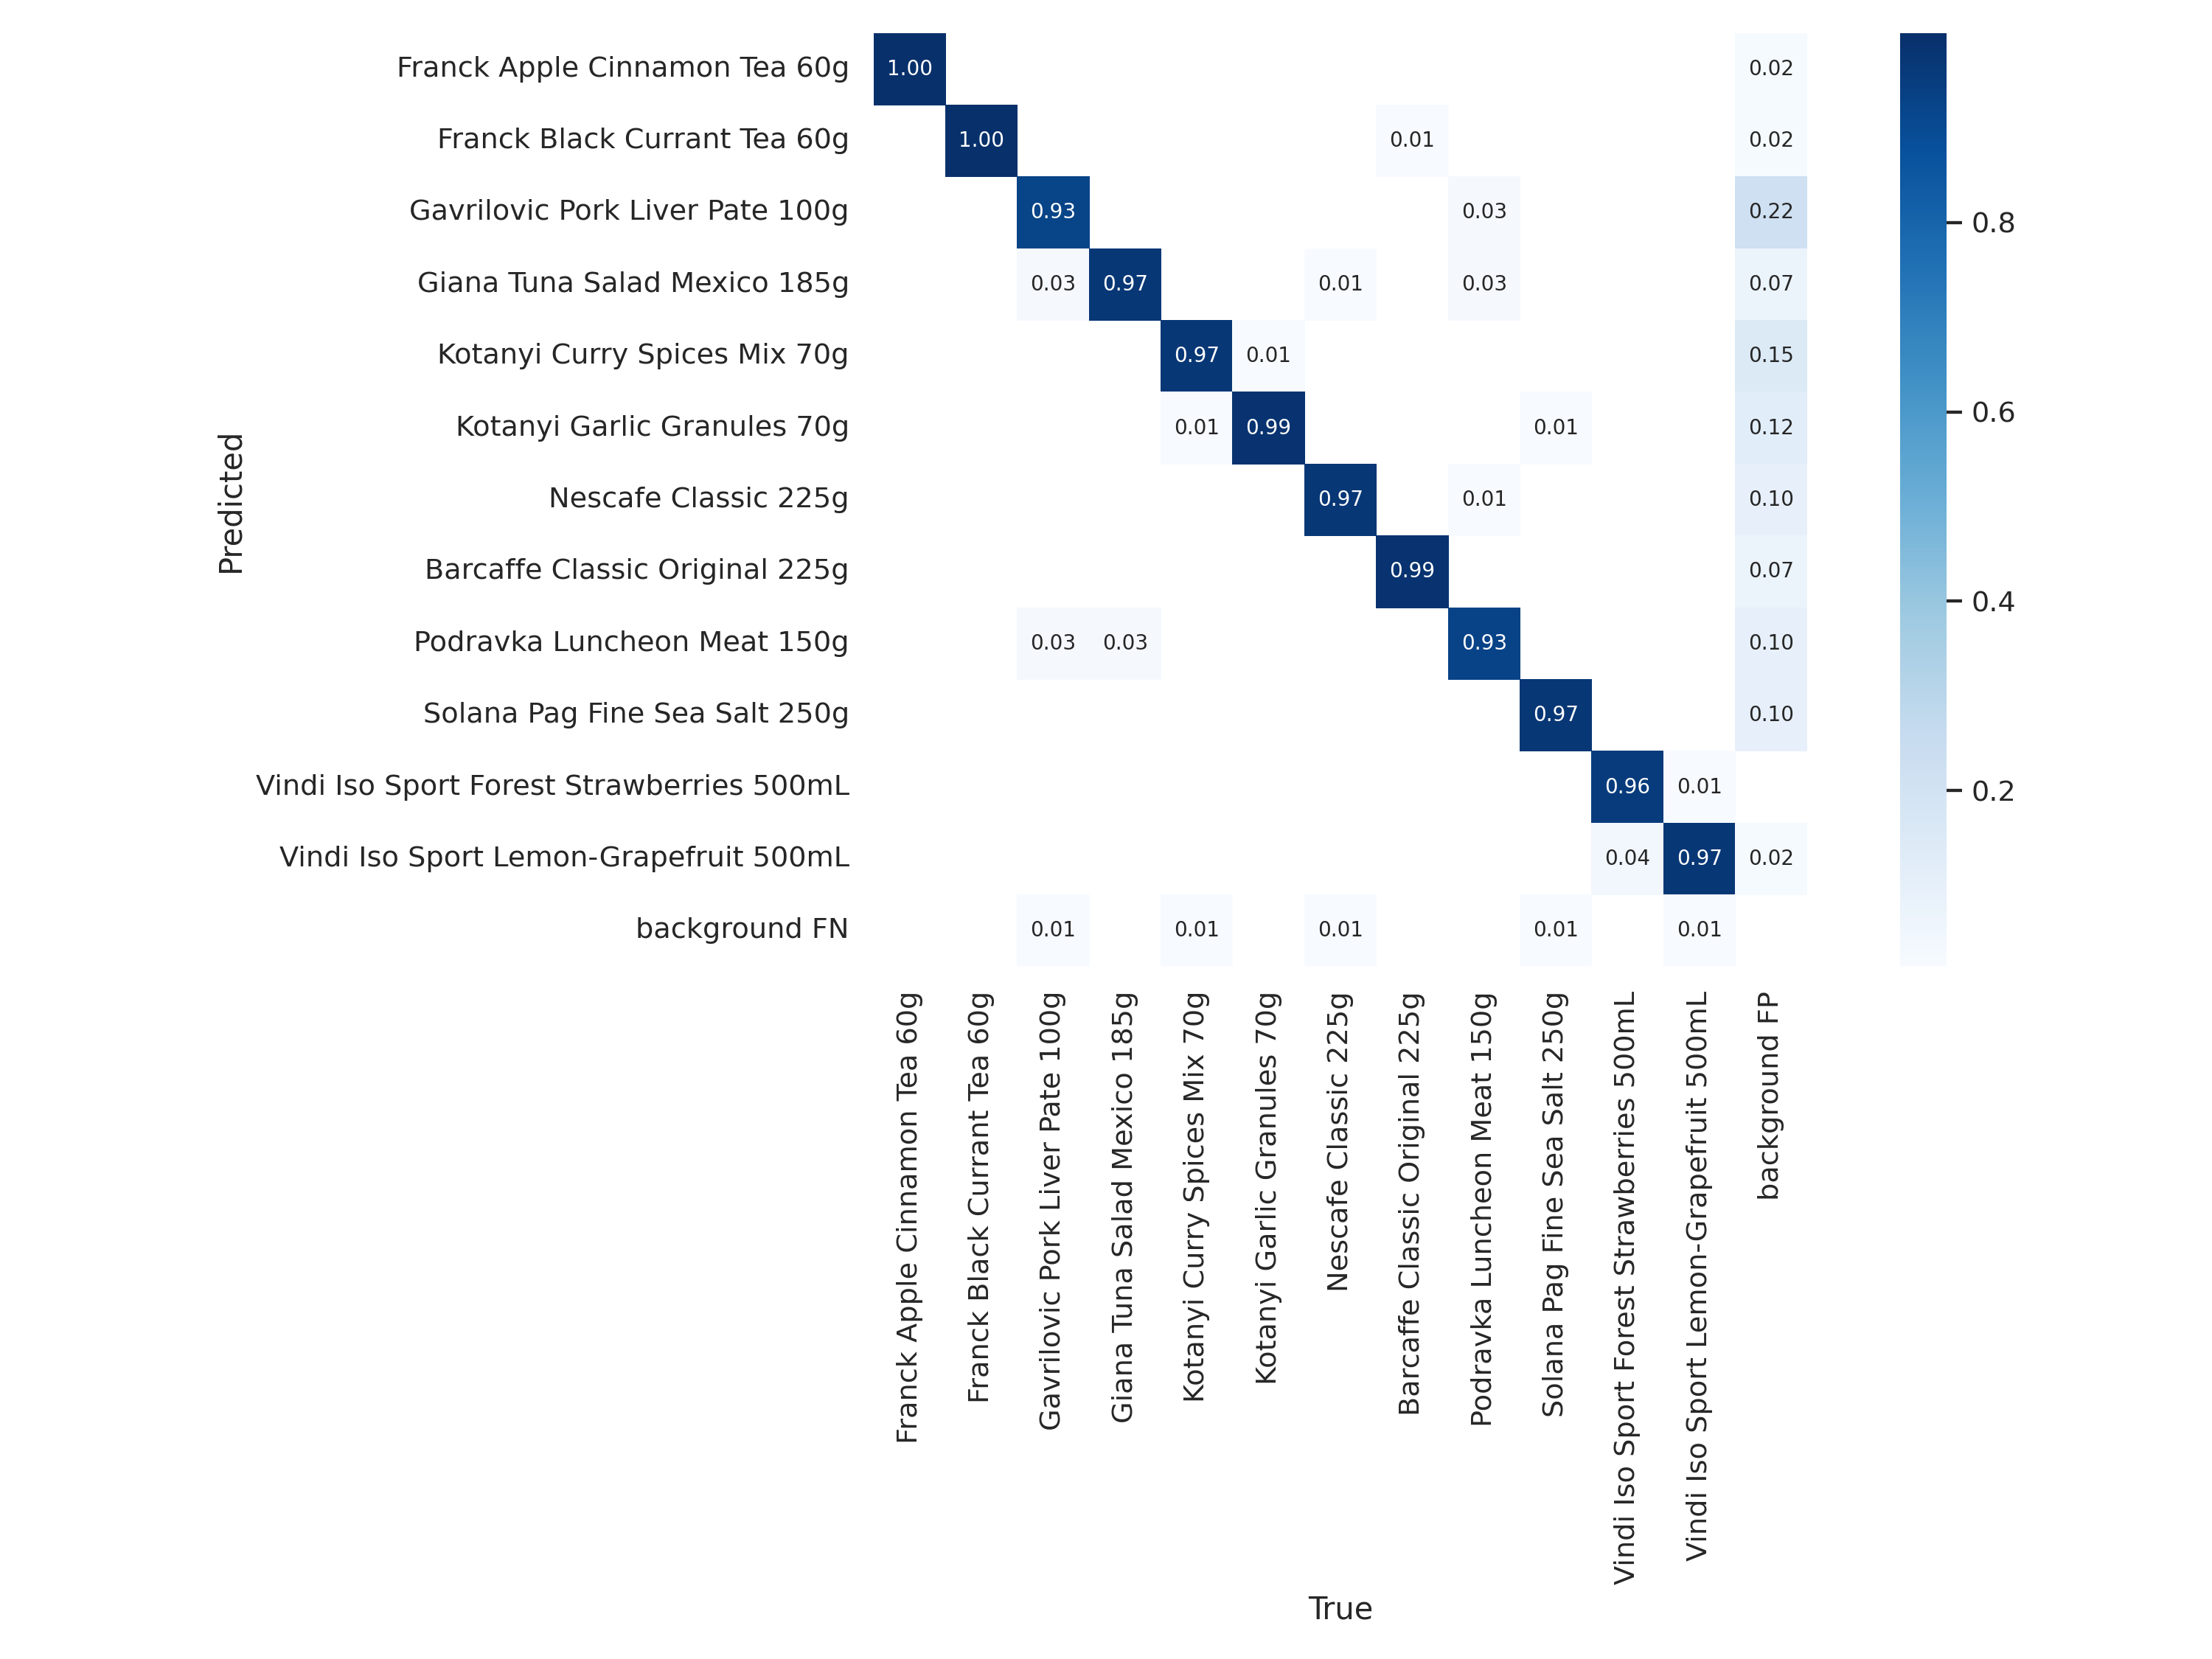 Franck Apple Cinnamon Tea 60g 1.00 0.02
Franck Black Currant Tea 60g 1.00 0.01 0.02
Gavrilovic Pork Liver Pate 100g 0.93 0.03 0.22
Giana Tuna Salad Mexico 185g 0.03 0.97 0.01 0.03 0.07
Kotanyi Curry Spices Mix 70g 0.97 0.01 0.15
Kotanyi Garlic Granules 70g 0.01 0.99 0.01 0.12
Nescafe Classic 225g 0.97 0.01 0.10
Barcaffe Classic Original 225g 0.99 0.07
Podravka Luncheon Meat 150g 0.03 0.03 0.93 0.10
Solana Pag Fine Sea Salt 250g 0.97 0.10
Vindi Iso Sport Forest Strawberries 500mL 0.96 0.01
Vindi Iso Sport Lemon-Grapefruit 500mL 0.04 0.97 0.02
background FN 0.01 0.01 0.01 0.01 0.01
Predicted
Franck Apple Cinnamon Tea 60g
Franck Black Currant Tea 60g
Gavrilovic Pork Liver Pate 100g
Giana Tuna Salad Mexico 185g
Kotanyi Curry Spices Mix 70g
Kotanyi Garlic Granules 70g
Nescafe Classic 225g
Barcaffe Classic Original 225g
Podravka Luncheon Meat 150g
Solana Pag Fine Sea Salt 250g
Vindi Iso Sport Forest Strawberries 500mL
Vindi Iso Sport Lemon-Grapefruit 500mL
background FP
True
0.8
0.6
0.4
0.2